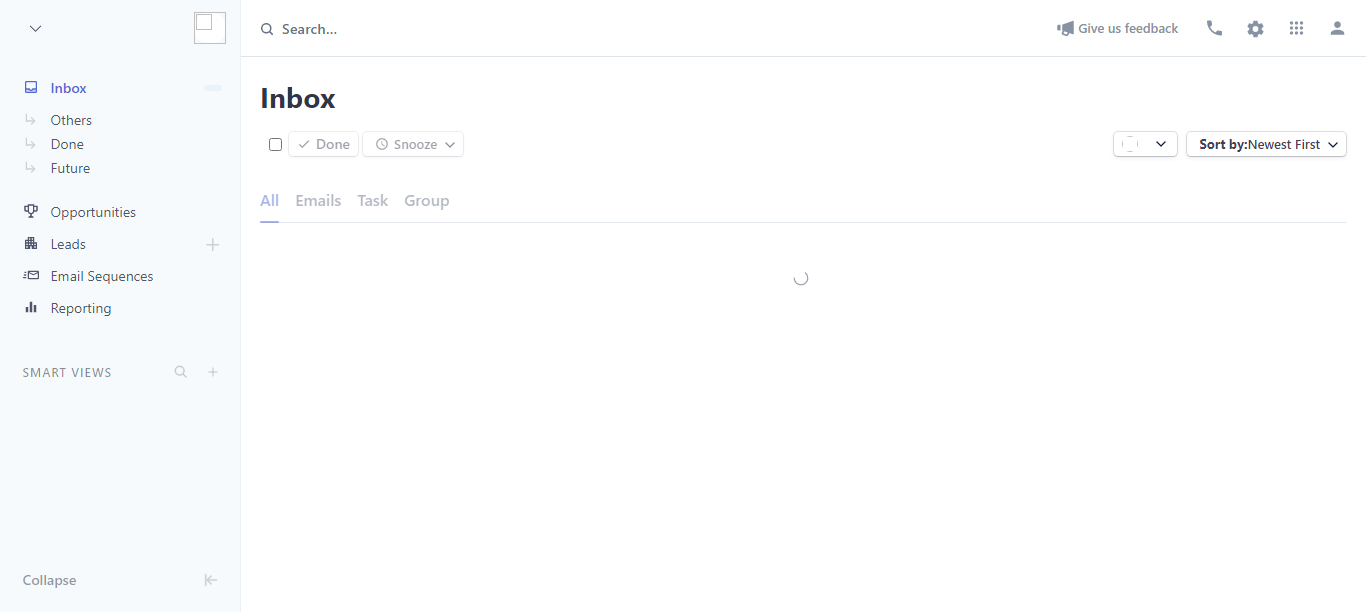 Search...
Give us feedback
Inbox
Others
Done
Future
Opportunities
Leads
Email Sequences
Reporting
SMART VIEWS
Collapse
Inbox
Done
Snooze
Sort by:Newest First
All
Emails
Task
Group